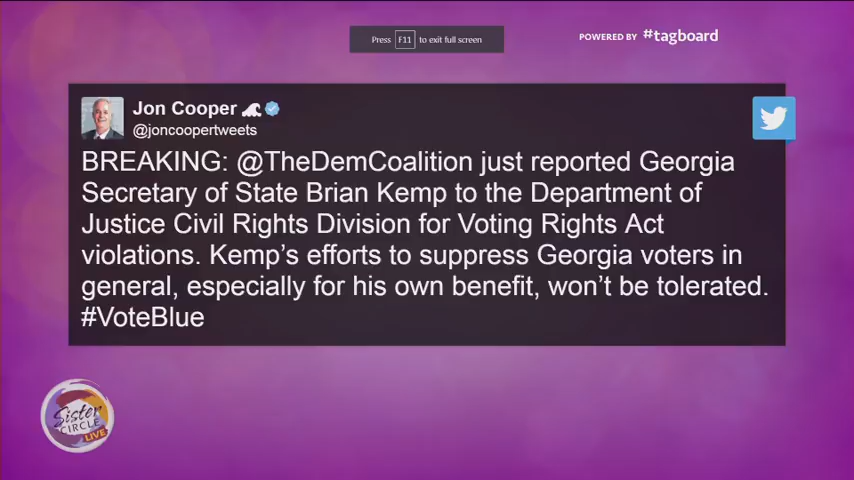 Press F11 to exit full screen
POWERED BY #tagboard
Jon Cooper
@joncoopertweets
BREAKING: @TheDemCoalition just reported Georgia
Secretary of State Brian Kemp to the Department of
Justice Civil Rights Division for Voting Rights Act
violations. Kemp’s efforts to suppress Georgia voters in
general, especially for his own benefit, won’t be tolerated.
#VoteBlue
Sister
CIRCLE
LIVE